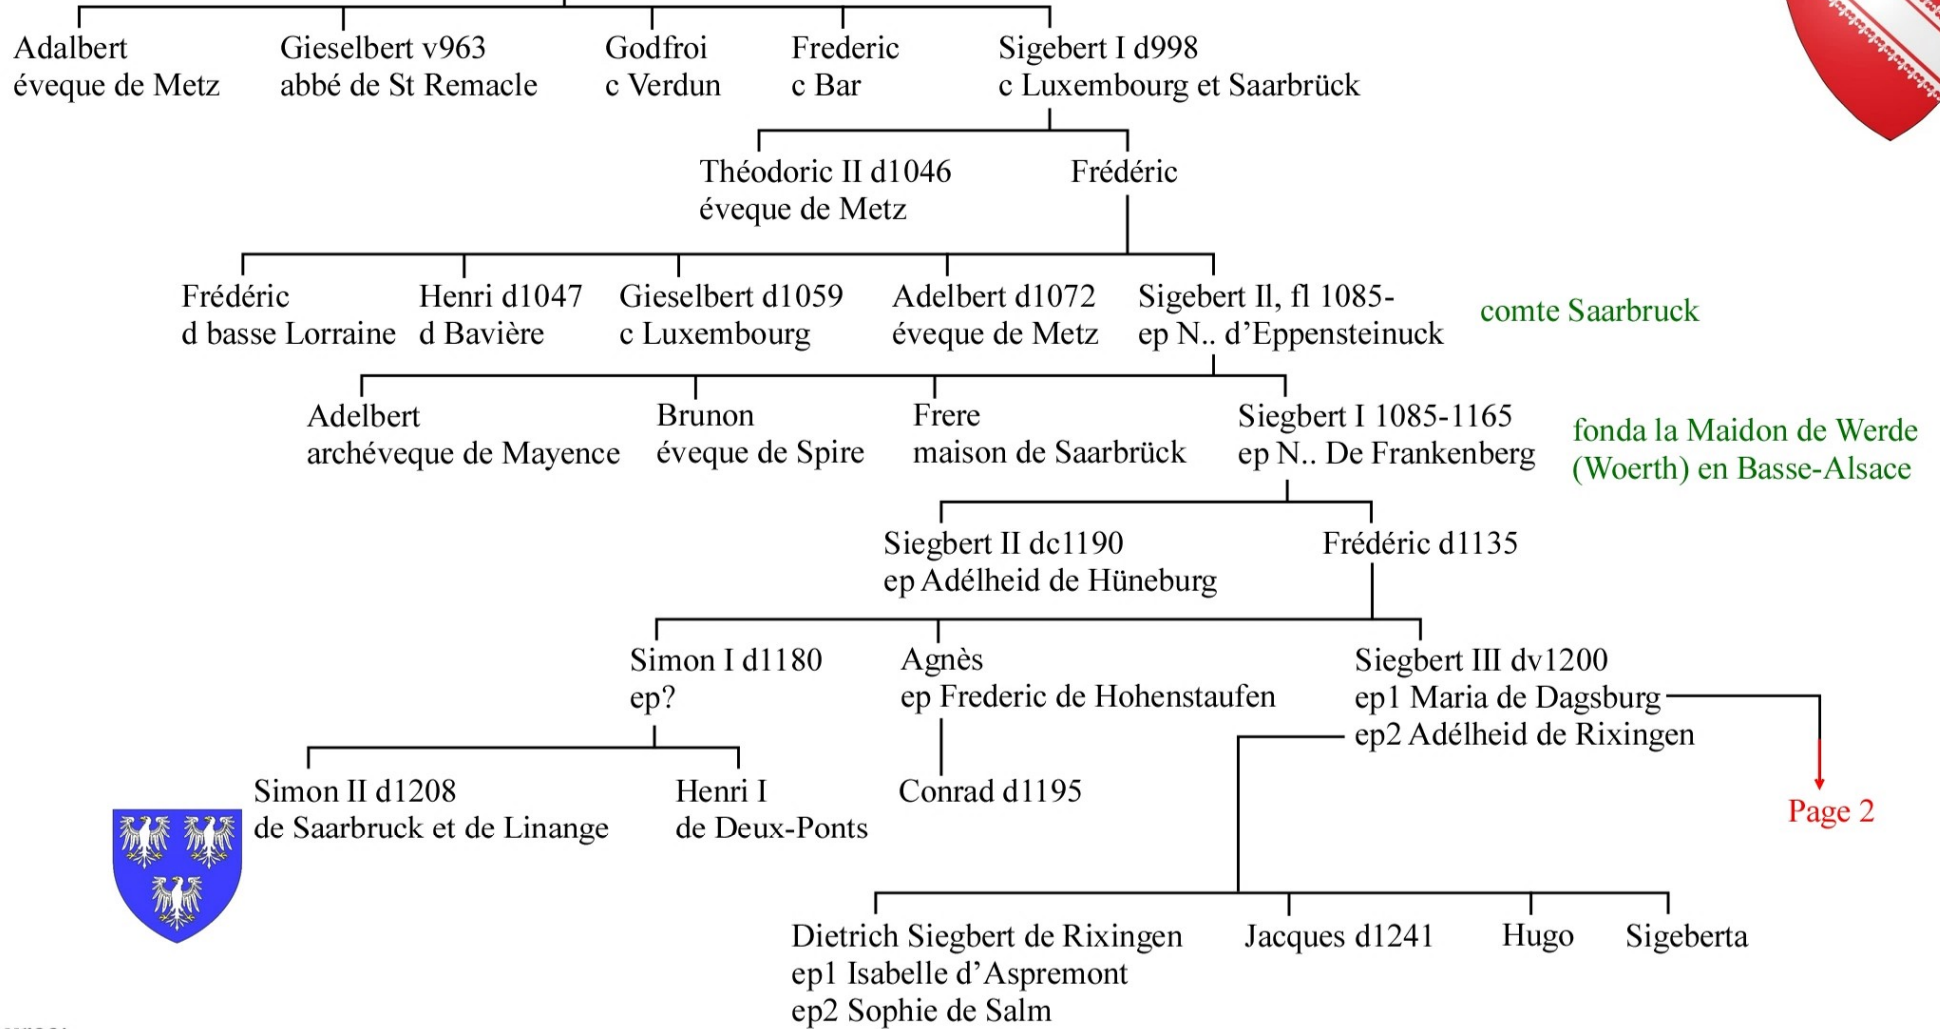 Adalbert
éveque de Metz
Gieselbert v963
abbé de St Remacle
Godfroi
c Verdun
Frederic
c Bar
Sigebert I d998
c Luxembourg et Saarbrück
Théodoric II d1046
éveque de Metz
Frédéric
Frédéric
d basse Lorraine
Henri d1047
d Bavière
Gieselbert d1059
c Luxembourg
Adelbert d1072
éveque de Metz
Sigebert Il, fl 1085-
ep N.. d’Eppensteinuck
comte Saarbruck
Adelbert
archéveque de Mayence
Brunon
éveque de Spire
Frere
maison de Saarbrück
Siegbert I 1085-1165
ep N.. De Frankenberg
fonda la Maidon de Werde
(Woerth) en Basse-Alsace
Siegbert II dc1190
ep Adélheid de Hüneburg
Frédéric d1135
Simon I d1180
ep?
Agnès
ep Frederic de Hohenstaufen
Siegbert III dv1200
ep1 Maria de Dagsburg
ep2 Adélheid de Rixingen
Simon II d1208
de Saarbruck et de Linange
Henri I
de Deux-Ponts
Conrad d1195
Page 2
Dietrich Siegbert de Rixingen
ep1 Isabelle d’Aspremont
ep2 Sophie de Salm
Jacques d1241
Hugo
Sigeberta